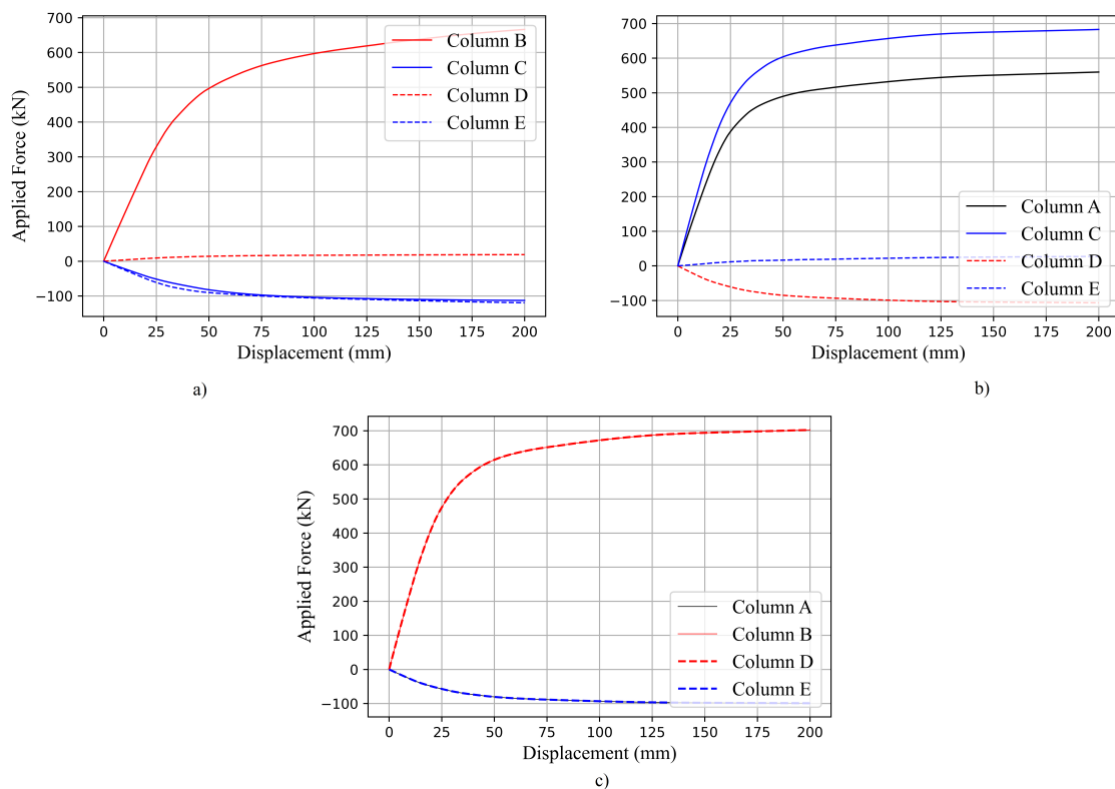 700
600
500
400
300
200
100
0
−100
Applied Force (kN)
Column B
Column C
Column D
Column E
0 25 50 75 100 125 150 175 200
Displacement (mm)
a)
700
600
500
400
300
200
100
0
−100
Column A
Column C
Column D
Column E
0 25 50 75 100 125 150 175 200
Displacement (mm)
b)
700
600
500
400
300
200
100
0
−100
Applied Force (kN)
Column A
Column B
Column D
Column E
0 25 50 75 100 125 150 175 200
Displacement (mm)
c)